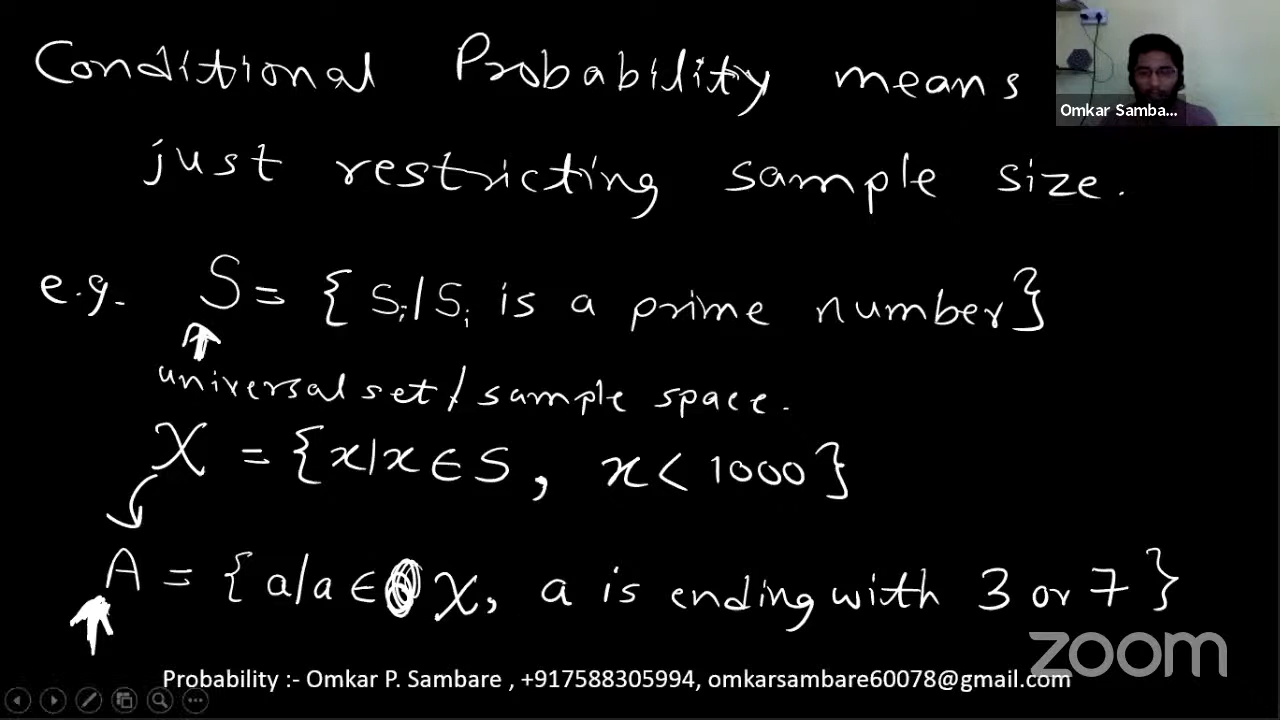 Conditional Probability means
Omkar Samba...
just restricting sample size.
e.g. S = { Si / Si is a prime number }
universal set / sample space.
X = { x / x ∈ S , x < 1000 }
A = { a / a ∈ X, a is ending with 3 or 7 }
zoom
Probability :- Omkar P. Sambare , +917588305994, omkarsambare60078@gmail.com